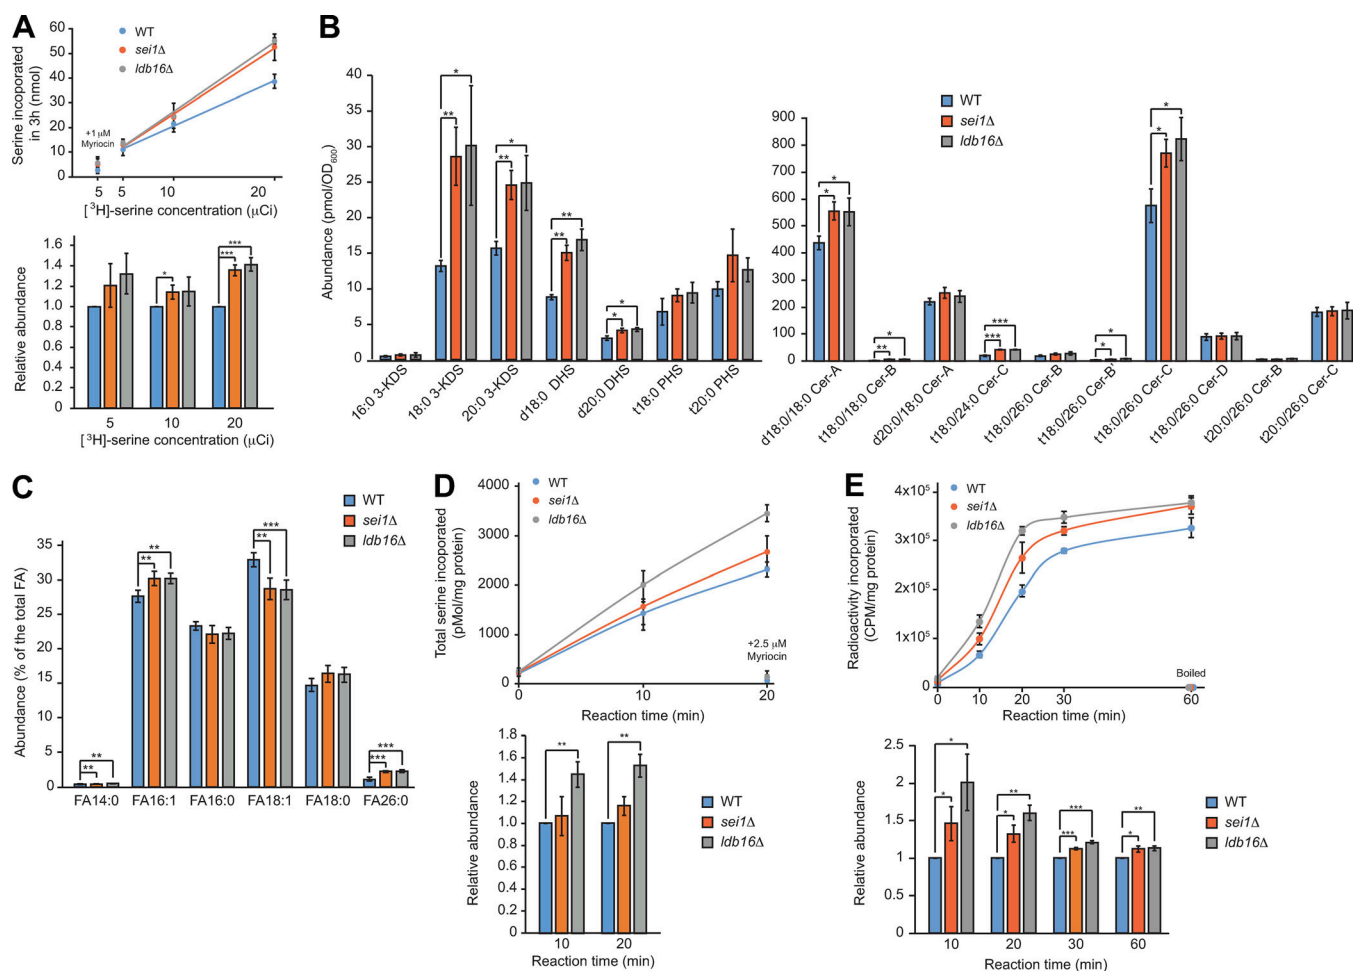 A
Serine incoporated
in 3h (nmol)
60
50
40
30
20
10
0
WT
sei1Δ
ldb16Δ
+1 μM
Myriocin
5 5 10 20
[³H]-serine concentration (μCi)
Relative abundance
1.6
1.4
1.2
1.0
0.8
0.6
0.4
0.2
0
* *** ***
5 10 20
[³H]-serine concentration (μCi)
B
Abundance (pmol/OD₆₀₀)
40
35
30
25
20
15
10
5
0
** * ** * ** ** * *
16:0 3-KDS
18:0 3-KDS
20:0 3-KDS
d18:0 DHS
d20:0 DHS
t18:0 PHS
t20:0 PHS
WT
sei1Δ
ldb16Δ
900
800
700
600
500
400
300
200
100
0
* * ** * *** *** * * * *
d18:0/18:0 Cer-A
t18:0/18:0 Cer-B
d20:0/18:0 Cer-A
t18:0/24:0 Cer-C
t18:0/26:0 Cer-B
t18:0/26:0 Cer-B'
t18:0/26:0 Cer-C
t18:0/26:0 Cer-D
t20:0/26:0 Cer-B
t20:0/26:0 Cer-C
C
WT
sei1Δ
ldb16Δ
Abundance (% of the total FA)
35
30
25
20
15
10
5
0
** ** ** ** ** *** *** ***
FA14:0 FA16:1 FA16:0 FA18:1 FA18:0 FA26:0
D
Total serine incorporated
(pMol/mg protein)
4000
3000
2000
1000
0
WT
sei1Δ
ldb16Δ
+2.5 μM
Myriocin
0 10 20
Reaction time (min)
Relative abundance
1.8
1.6
1.4
1.2
1.0
0.8
0.6
0.4
0.2
0
** **
WT
sei1Δ
ldb16Δ
10 20
Reaction time (min)
E
Radioactivity incorporated
(CPM/mg protein)
4x10⁵
3x10⁵
2x10⁵
1x10⁵
0
WT
sei1Δ
ldb16Δ
Boiled
0 10 20 30 60
Reaction time (min)
Relative abundance
2.5
2
1.5
1
0.5
0
* * * ** *** *** * **
WT
sei1Δ
ldb16Δ
10 20 30 60
Reaction time (min)